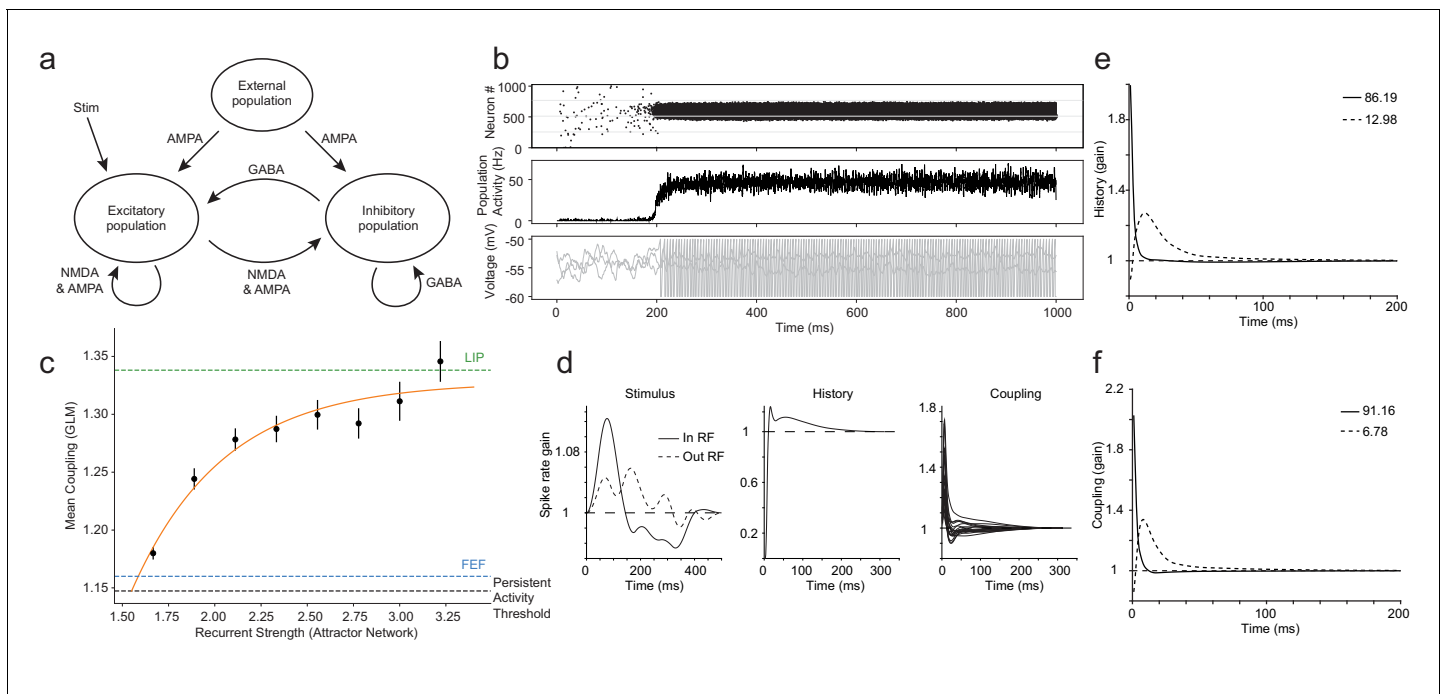 a
External
population
Stim
AMPA
AMPA
GABA
Excitatory
population
Inhibitory
population
NMDA
& AMPA
NMDA
& AMPA
GABA
b
Neuron #
1000
500
0
Population
Activity (Hz)
50
0
Voltage (mV)
-50
-55
-60
0
200
400
600
800
1000
Time (ms)
c
Mean Coupling (GLM)
1.35
1.30
1.25
1.20
1.15
LIP
FEF
Persistent
Activity
Threshold
1.50
1.75
2.00
2.25
2.50
2.75
3.00
3.25
Recurrent Strength (Attractor Network)
d
Stimulus
Spike rate gain
1.08
1
In RF
Out RF
0
200
400
Time (ms)
History
1
0.6
0.2
0
100
200
300
Time (ms)
Coupling
1.8
1.4
1
0
100
200
300
Time (ms)
e
History (gain)
1.8
1.4
1
86.19
12.98
0
100
200
Time (ms)
f
Coupling (gain)
2.2
1.8
1.4
1
91.16
6.78
0
100
200
Time (ms)